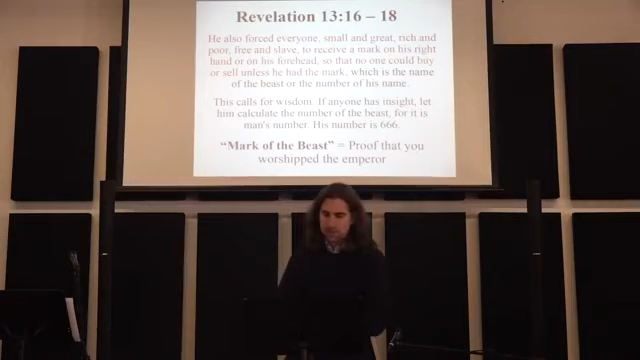 Revelation 13:16 – 18
He also forced everyone, small and great, rich and
poor, free and slave, to receive a mark on his right
hand or on his forehead, so that no one could buy
or sell unless he had the mark, which is the name
of the beast or the number of his name.
This calls for wisdom. If anyone has insight, let
him calculate the number of the beast, for it is
man's number. His number is 666.
“Mark of the Beast” = Proof that you
worshipped the emperor